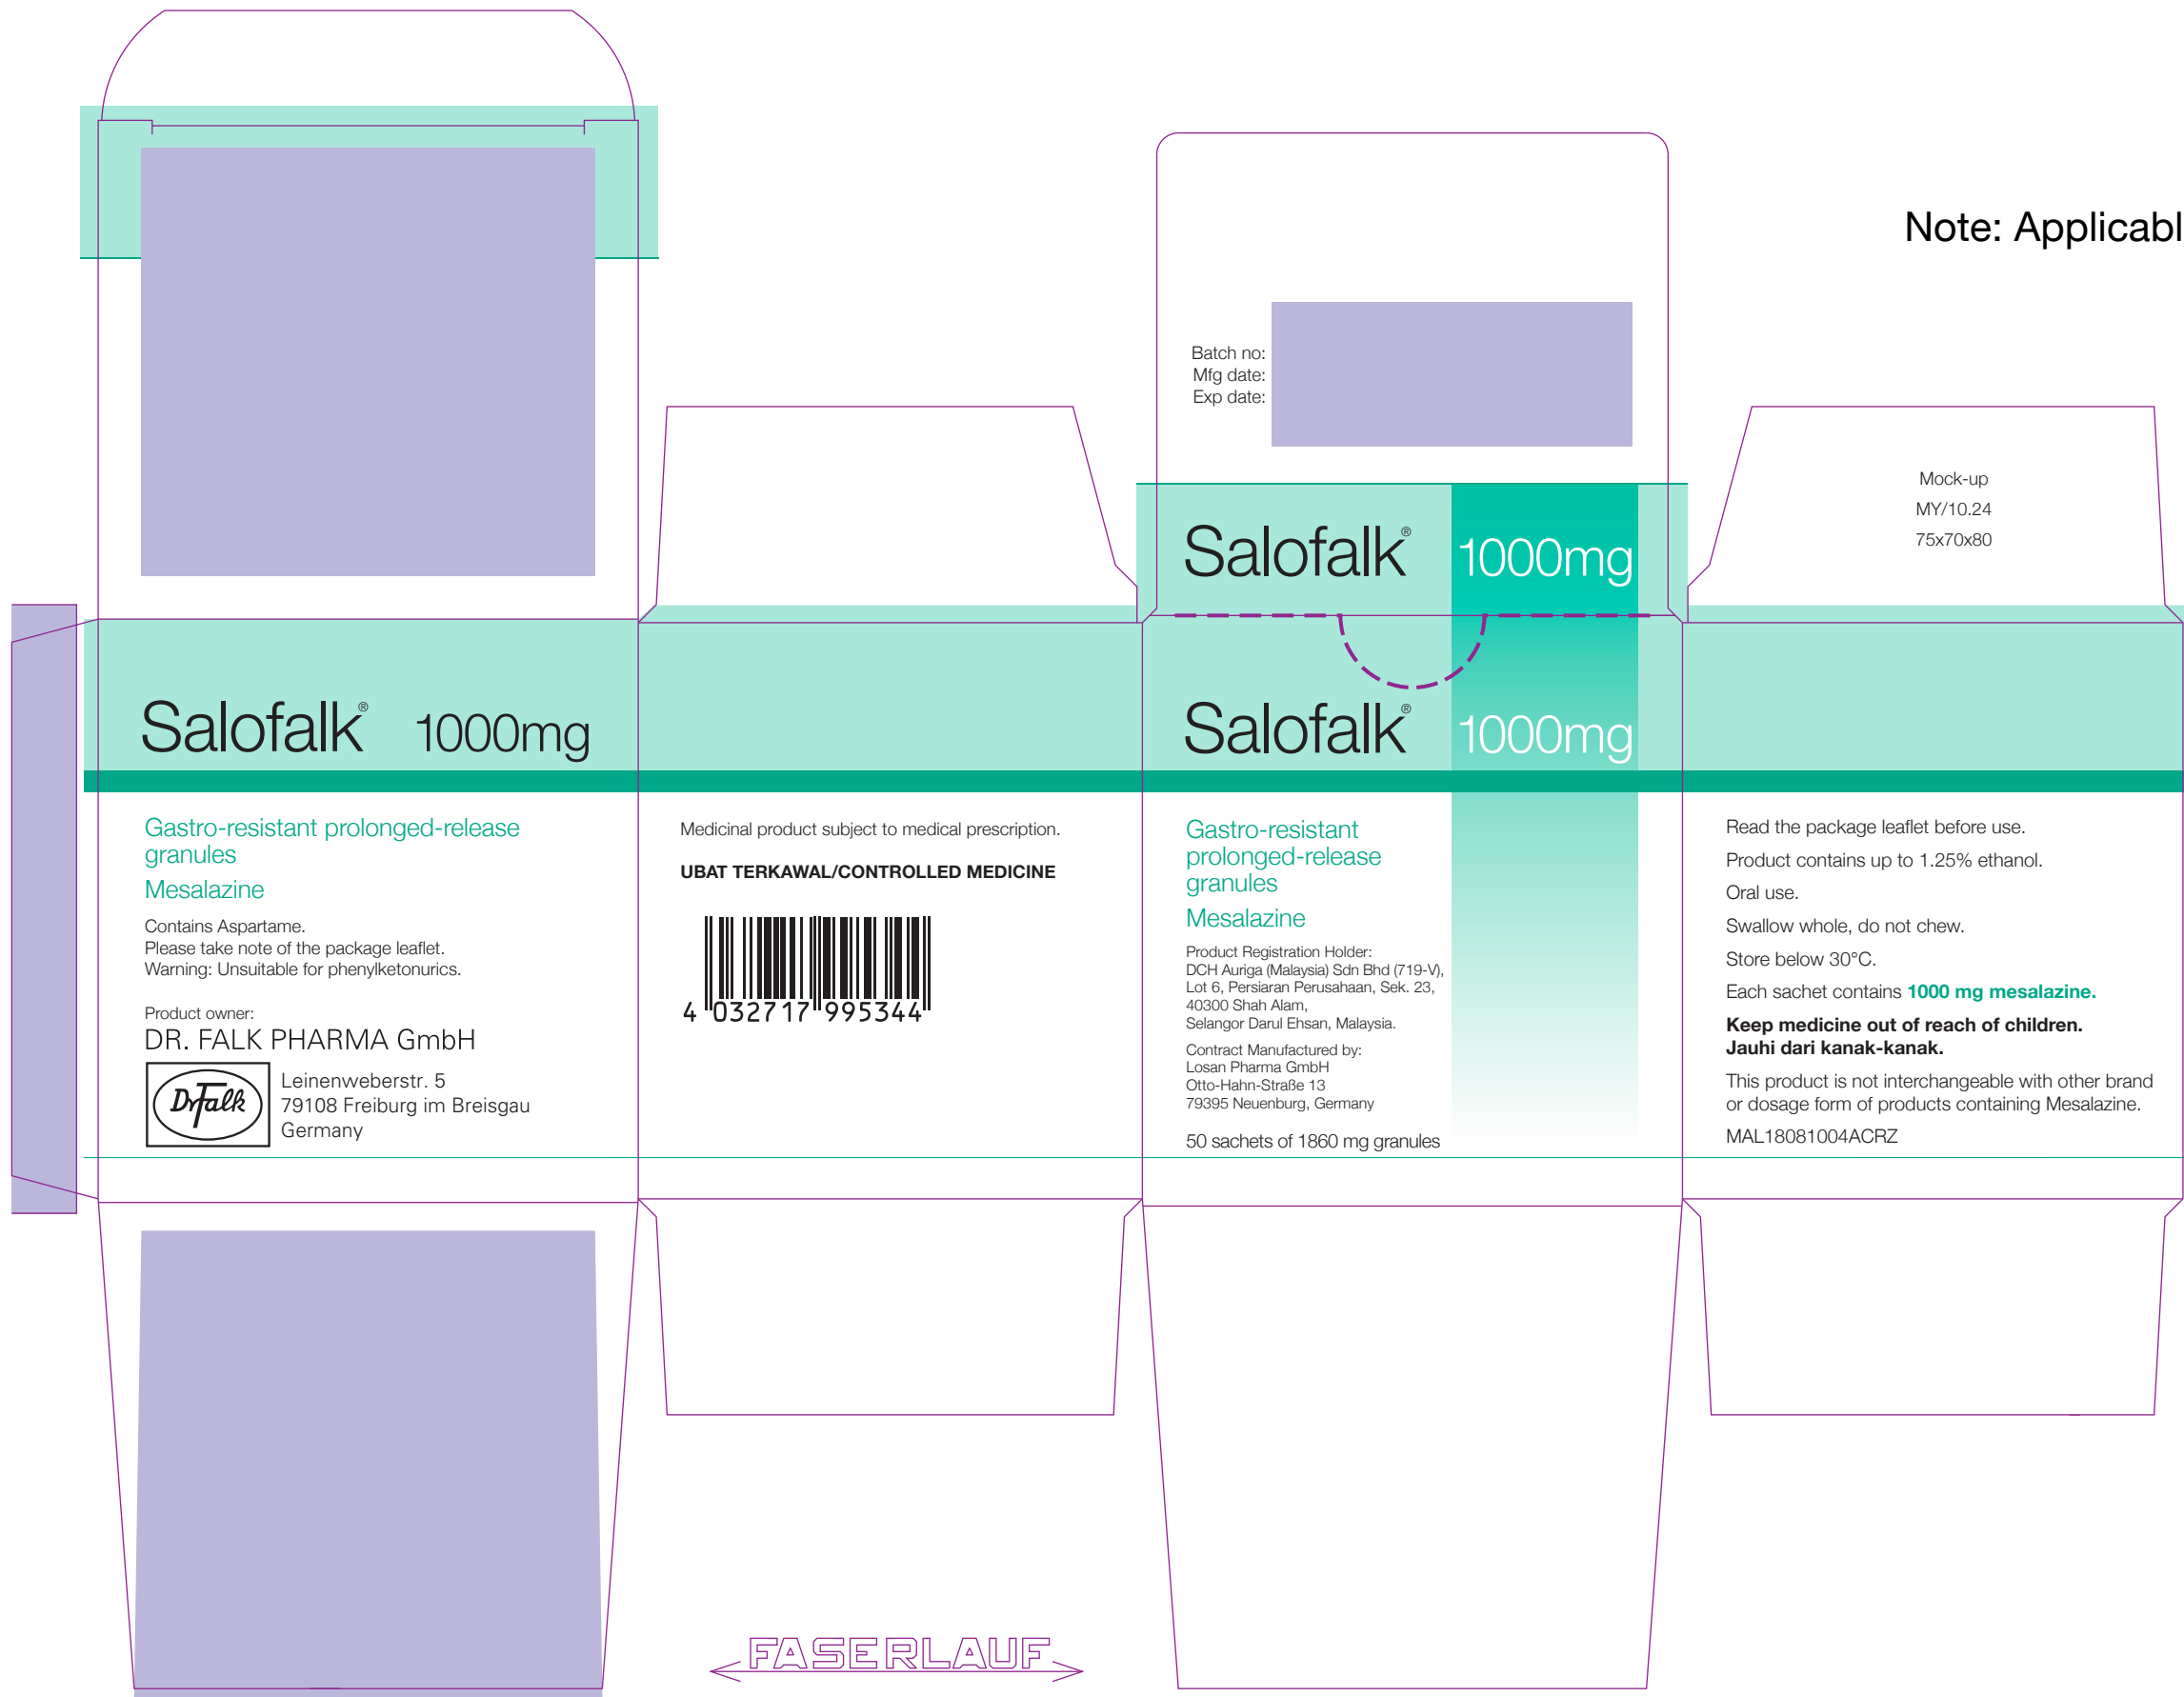 Note: Applicabl
Batch no:
Mfg date:
Exp date:
Mock-up
MY/10.24
75x70x80
Salofalk® 1000mg
Salofalk® 1000mg
Gastro-resistant prolonged-release
granules
Mesalazine
Contains Aspartame.
Please take note of the package leaflet.
Warning: Unsuitable for phenylketonurics.
Product owner:
DR. FALK PHARMA GmbH
Dr Falk
Leinenweberstr. 5
79108 Freiburg im Breisgau
Germany
Medicinal product subject to medical prescription.
UBAT TERKAWAL/CONTROLLED MEDICINE
4 032717 995344
Salofalk® 1000mg
Gastro-resistant
prolonged-release
granules
Mesalazine
Product Registration Holder:
DCH Auriga (Malaysia) Sdn Bhd (719-V),
Lot 6, Persiaran Perusahaan, Sek. 23,
40300 Shah Alam,
Selangor Darul Ehsan, Malaysia.
Contract Manufactured by:
Losan Pharma GmbH
Otto-Hahn-Straße 13
79395 Neuenburg, Germany
50 sachets of 1860 mg granules
Read the package leaflet before use.
Product contains up to 1.25% ethanol.
Oral use.
Swallow whole, do not chew.
Store below 30°C.
Each sachet contains 1000 mg mesalazine.
Keep medicine out of reach of children.
Jauhi dari kanak-kanak.
This product is not interchangeable with other brand
or dosage form of products containing Mesalazine.
MAL18081004ACRZ
FASERLAUF